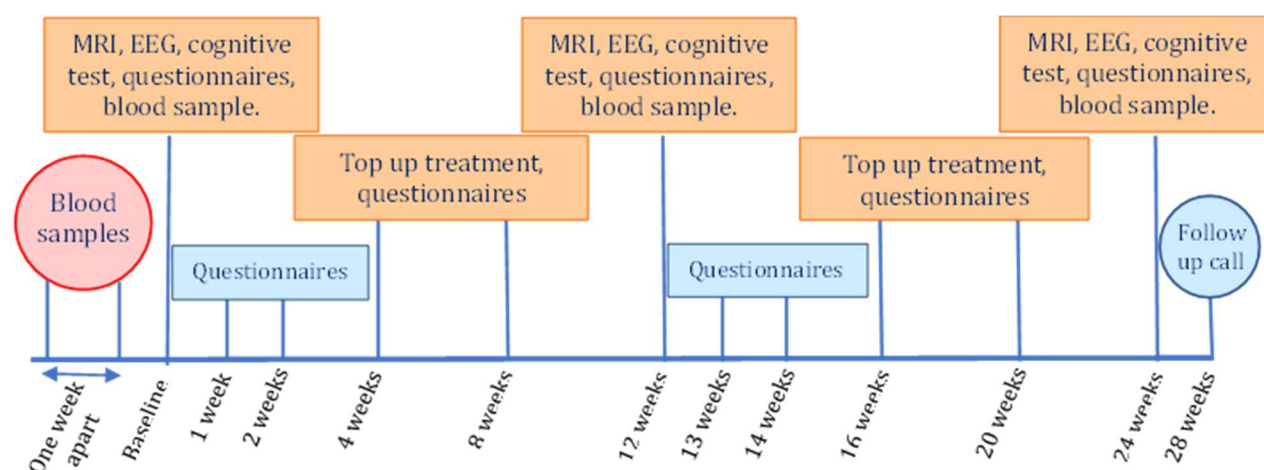 MRI, EEG, cognitive
test, questionnaires,
blood sample.
MRI, EEG, cognitive
test, questionnaires,
blood sample.
MRI, EEG, cognitive
test, questionnaires,
blood sample.
Blood
samples
Top up treatment,
questionnaires
Top up treatment,
questionnaires
Questionnaires
Questionnaires
Follow
up call
One week
apart
Baseline
1 week
2 weeks
4 weeks
8 weeks
12 weeks
13 weeks
14 weeks
16 weeks
20 weeks
24 weeks
28 weeks